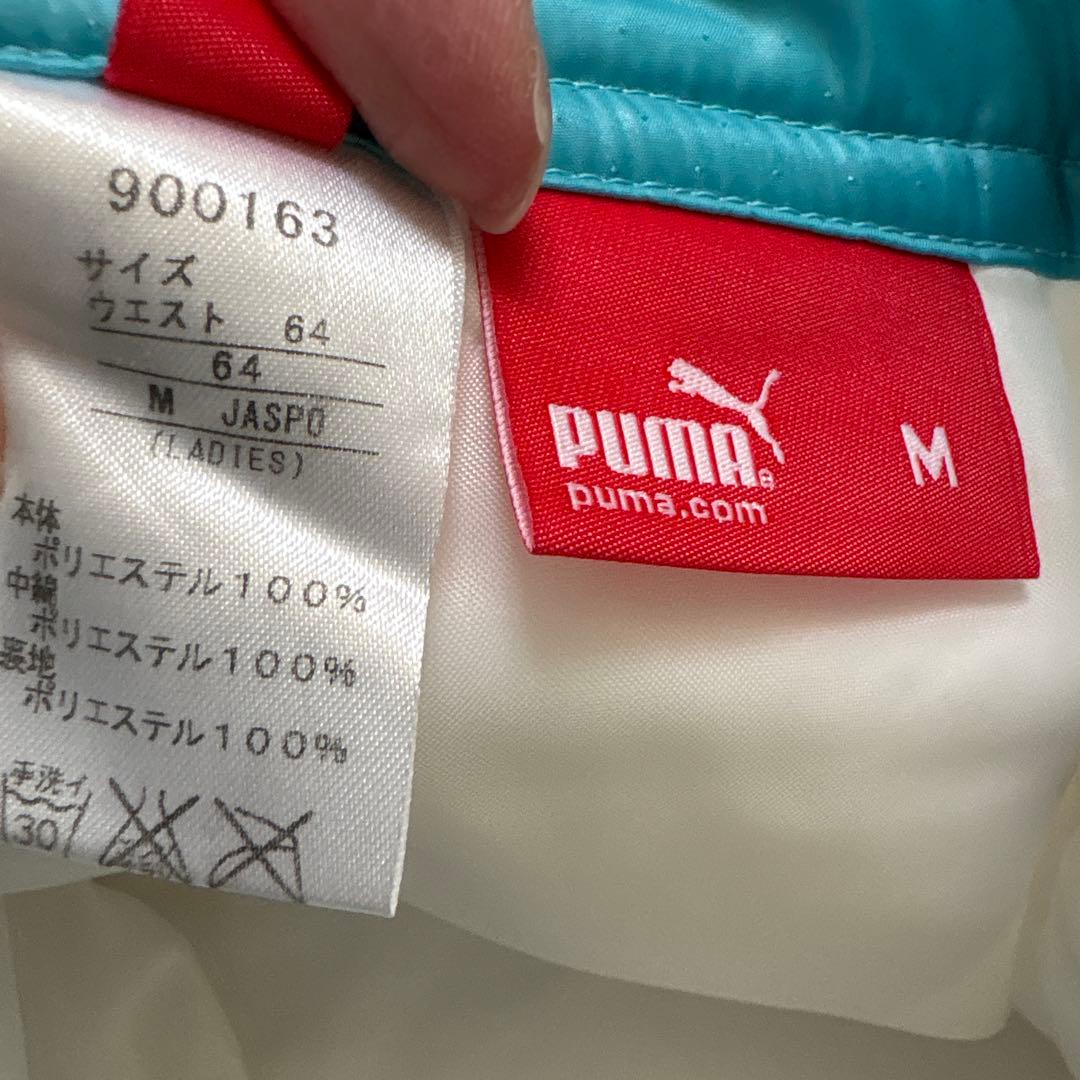 900163
サイズ
ウエスト 64
64
M JASPO
(LADIES)
本体
ポリエステル100%
中綿
ポリエステル100%
裏地
ポリエステル100%
手洗イ
30
PUMA®
puma.com
M